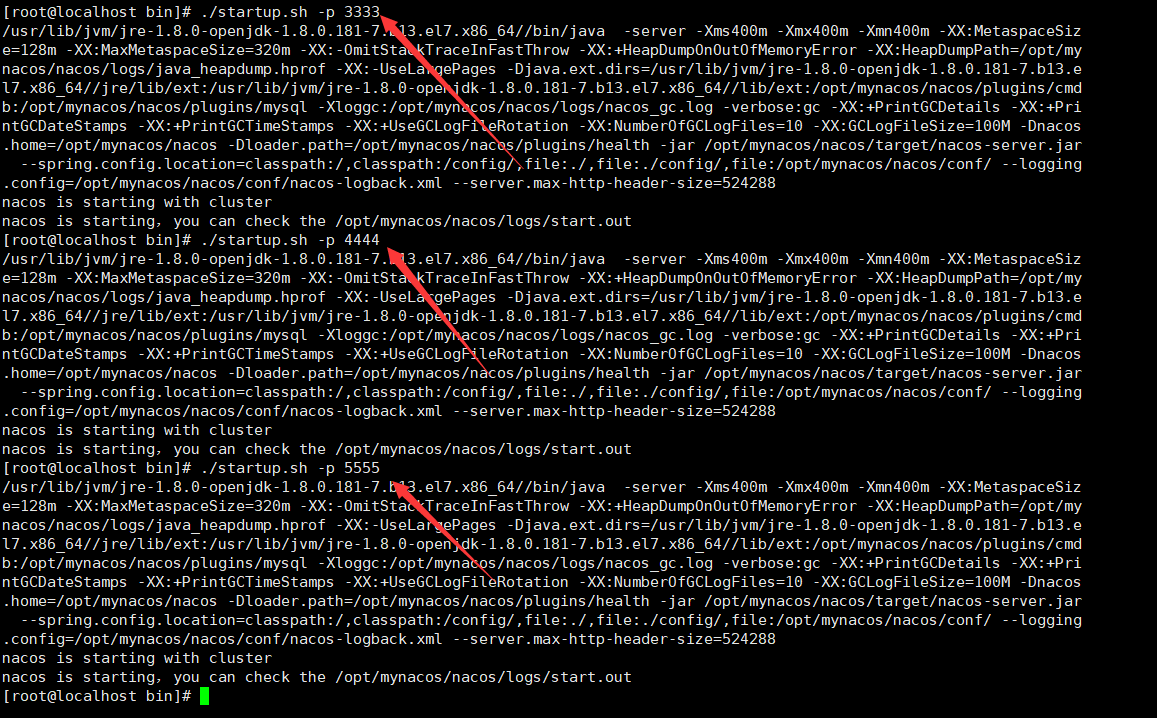 [root@localhost bin]# ./startup.sh -p 3333
/usr/lib/jvm/jre-1.8.0-openjdk-1.8.0.181-7.b13.el7.x86_64//bin/java  -server -Xms400m -Xmx400m -Xmn400m -XX:MetaspaceSiz
e=128m -XX:MaxMetaspaceSize=320m -XX:-OmitStackTraceInFastThrow -XX:+HeapDumpOnOutOfMemoryError -XX:HeapDumpPath=/opt/my
nacos/nacos/logs/java_heapdump.hprof -XX:-UseLargePages -Djava.ext.dirs=/usr/lib/jvm/jre-1.8.0-openjdk-1.8.0.181-7.b13.e
l7.x86_64//jre/lib/ext:/usr/lib/jvm/jre-1.8.0-openjdk-1.8.0.181-7.b13.el7.x86_64//lib/ext:/opt/mynacos/nacos/plugins/cmd
b:/opt/mynacos/nacos/plugins/mysql -Xloggc:/opt/mynacos/nacos/logs/nacos_gc.log -verbose:gc -XX:+PrintGCDetails -XX:+Pri
ntGCDateStamps -XX:+PrintGCTimeStamps -XX:+UseGCLogFileRotation -XX:NumberOfGCLogFiles=10 -XX:GCLogFileSize=100M -Dnacos
.home=/opt/mynacos/nacos -Dloader.path=/opt/mynacos/nacos/plugins/health -jar /opt/mynacos/nacos/target/nacos-server.jar
  --spring.config.location=classpath:/,classpath:/config/,file:./,file:./config/,file:/opt/mynacos/nacos/conf/ --logging
.config=/opt/mynacos/nacos/conf/nacos-logback.xml --server.max-http-header-size=524288
nacos is starting with cluster
nacos is starting，you can check the /opt/mynacos/nacos/logs/start.out
[root@localhost bin]# ./startup.sh -p 4444
/usr/lib/jvm/jre-1.8.0-openjdk-1.8.0.181-7.b13.el7.x86_64//bin/java  -server -Xms400m -Xmx400m -Xmn400m -XX:MetaspaceSiz
e=128m -XX:MaxMetaspaceSize=320m -XX:-OmitStackTraceInFastThrow -XX:+HeapDumpOnOutOfMemoryError -XX:HeapDumpPath=/opt/my
nacos/nacos/logs/java_heapdump.hprof -XX:-UseLargePages -Djava.ext.dirs=/usr/lib/jvm/jre-1.8.0-openjdk-1.8.0.181-7.b13.e
l7.x86_64//jre/lib/ext:/usr/lib/jvm/jre-1.8.0-openjdk-1.8.0.181-7.b13.el7.x86_64//lib/ext:/opt/mynacos/nacos/plugins/cmd
b:/opt/mynacos/nacos/plugins/mysql -Xloggc:/opt/mynacos/nacos/logs/nacos_gc.log -verbose:gc -XX:+PrintGCDetails -XX:+Pri
ntGCDateStamps -XX:+PrintGCTimeStamps -XX:+UseGCLogFileRotation -XX:NumberOfGCLogFiles=10 -XX:GCLogFileSize=100M -Dnacos
.home=/opt/mynacos/nacos -Dloader.path=/opt/mynacos/nacos/plugins/health -jar /opt/mynacos/nacos/target/nacos-server.jar
  --spring.config.location=classpath:/,classpath:/config/,file:./,file:./config/,file:/opt/mynacos/nacos/conf/ --logging
.config=/opt/mynacos/nacos/conf/nacos-logback.xml --server.max-http-header-size=524288
nacos is starting with cluster
nacos is starting，you can check the /opt/mynacos/nacos/logs/start.out
[root@localhost bin]# ./startup.sh -p 5555
/usr/lib/jvm/jre-1.8.0-openjdk-1.8.0.181-7.b13.el7.x86_64//bin/java  -server -Xms400m -Xmx400m -Xmn400m -XX:MetaspaceSiz
e=128m -XX:MaxMetaspaceSize=320m -XX:-OmitStackTraceInFastThrow -XX:+HeapDumpOnOutOfMemoryError -XX:HeapDumpPath=/opt/my
nacos/nacos/logs/java_heapdump.hprof -XX:-UseLargePages -Djava.ext.dirs=/usr/lib/jvm/jre-1.8.0-openjdk-1.8.0.181-7.b13.e
l7.x86_64//jre/lib/ext:/usr/lib/jvm/jre-1.8.0-openjdk-1.8.0.181-7.b13.el7.x86_64//lib/ext:/opt/mynacos/nacos/plugins/cmd
b:/opt/mynacos/nacos/plugins/mysql -Xloggc:/opt/mynacos/nacos/logs/nacos_gc.log -verbose:gc -XX:+PrintGCDetails -XX:+Pri
ntGCDateStamps -XX:+PrintGCTimeStamps -XX:+UseGCLogFileRotation -XX:NumberOfGCLogFiles=10 -XX:GCLogFileSize=100M -Dnacos
.home=/opt/mynacos/nacos -Dloader.path=/opt/mynacos/nacos/plugins/health -jar /opt/mynacos/nacos/target/nacos-server.jar
  --spring.config.location=classpath:/,classpath:/config/,file:./,file:./config/,file:/opt/mynacos/nacos/conf/ --logging
.config=/opt/mynacos/nacos/conf/nacos-logback.xml --server.max-http-header-size=524288
nacos is starting with cluster
nacos is starting，you can check the /opt/mynacos/nacos/logs/start.out
[root@localhost bin]#